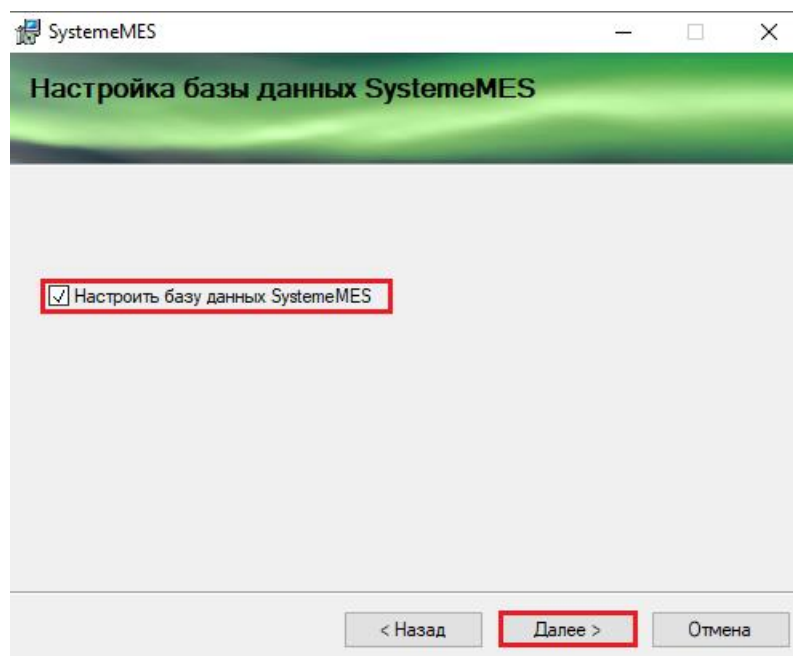 SystemeMES
Настройка базы данных SystemeMES
Настроить базу данных SystemeMES
< Назад
Далее >
Отмена